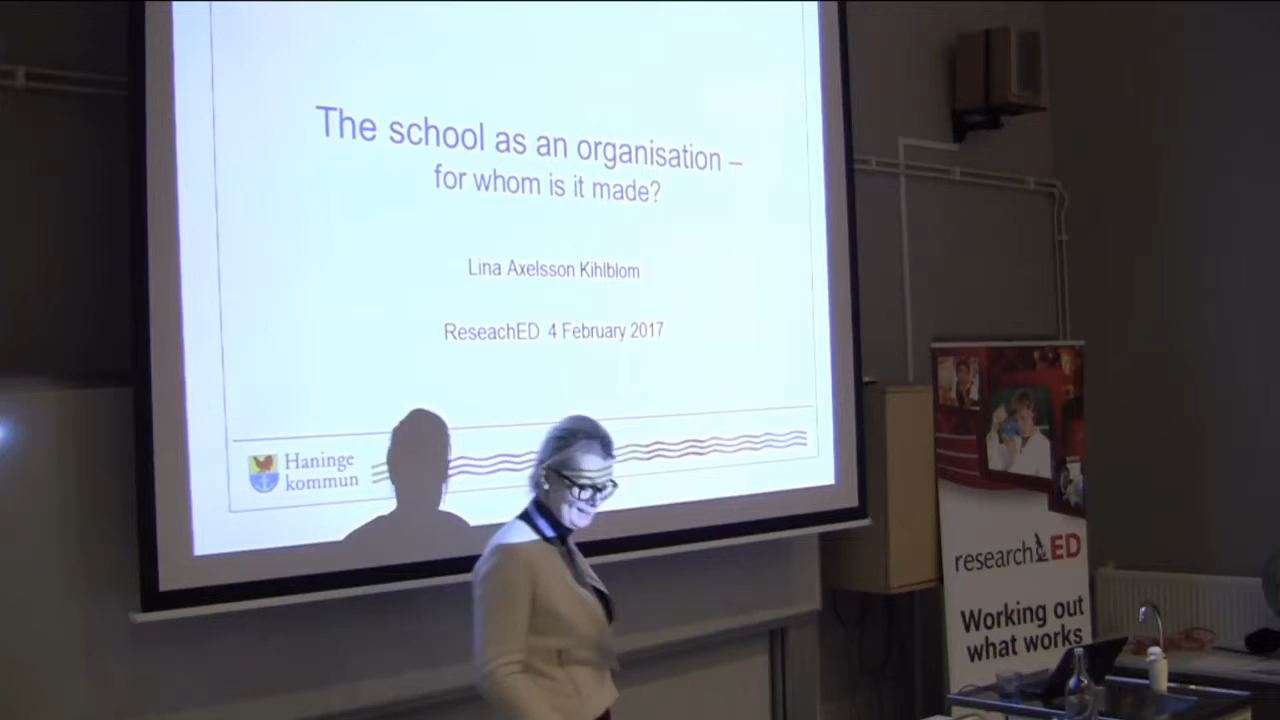 The school as an organisation –
for whom is it made?
Lina Axelsson Kihlblom
ReseachED 4 February 2017
Haninge
kommun
researchED
Working out
what works